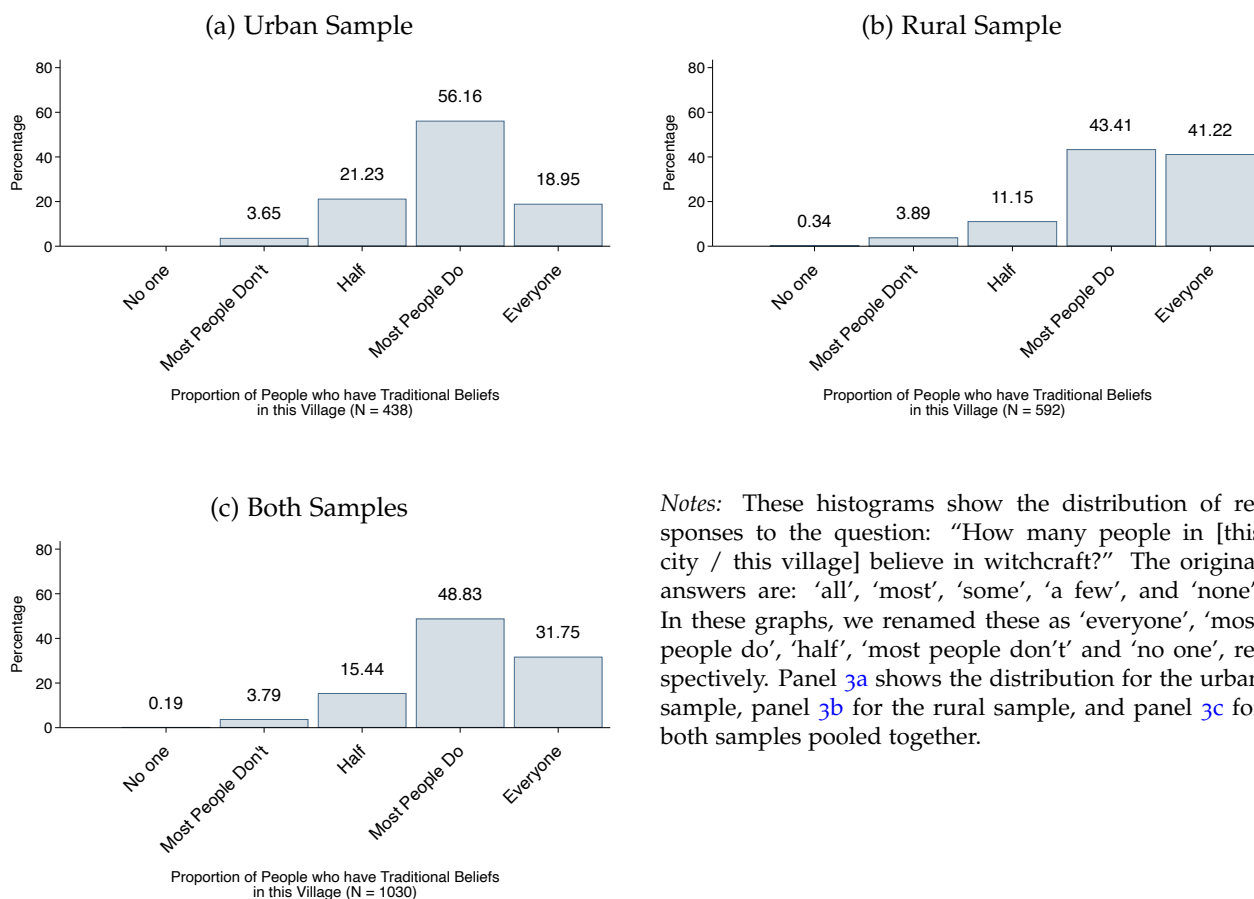 (a) Urban Sample
80
60
40
20
0
Percentage
3.65
21.23
56.16
18.95
No one
Most People Don't
Half
Most People Do
Everyone
Proportion of People who have Traditional Beliefs
in this Village (N = 438)
(b) Rural Sample
80
60
40
20
0
Percentage
0.34
3.89
11.15
43.41
41.22
No one
Most People Don't
Half
Most People Do
Everyone
Proportion of People who have Traditional Beliefs
in this Village (N = 592)
(c) Both Samples
80
60
40
20
0
Percentage
0.19
3.79
15.44
48.83
31.75
No one
Most People Don't
Half
Most People Do
Everyone
Proportion of People who have Traditional Beliefs
in this Village (N = 1030)
Notes: These histograms show the distribution of re
sponses to the question: “How many people in [this
city / this village] believe in witchcraft?” The origina
answers are: ‘all’, ‘most’, ‘some’, ‘a few’, and ‘none’
In these graphs, we renamed these as ‘everyone’, ‘mos
people do’, ‘half’, ‘most people don’t’ and ‘no one’, re
spectively. Panel 3a shows the distribution for the urban
sample, panel 3b for the rural sample, and panel 3c for
both samples pooled together.